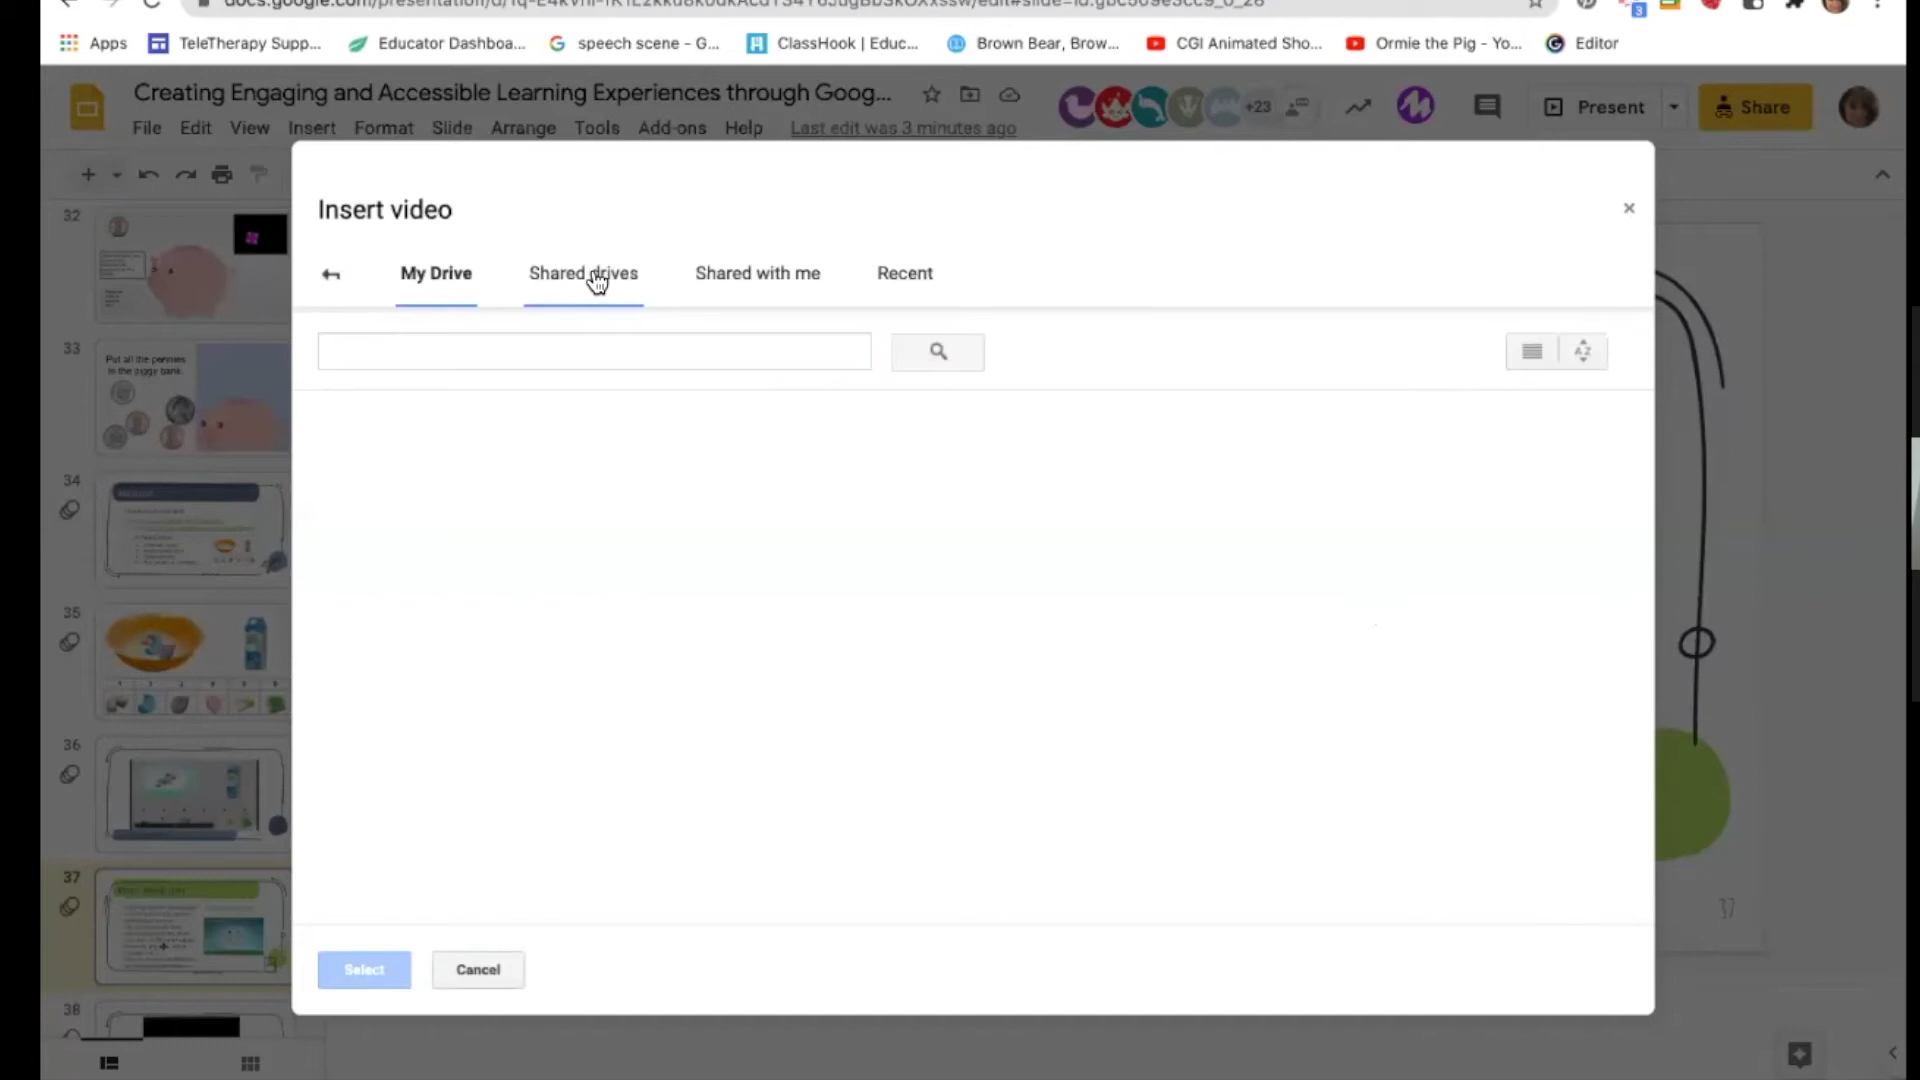 Apps
TeleTherapy Supp...
Educator Dashboa...
speech scene - G...
ClassHook | Educ...
Brown Bear, Brow...
CGI Animated Sho...
Ormie the Pig - Yo...
Editor
3
Creating Engaging and Accessible Learning Experiences through Goog...
+23
Present
Share
File Edit View Insert Format Slide Arrange Tools Add-ons Help Last edit was 3 minutes ago
Insert video
×
My Drive
Shared drives
Shared with me
Recent
AZ
32
33
Put all the pennies
in the piggy bank.
34
35
36
37
38
37
Select
Cancel